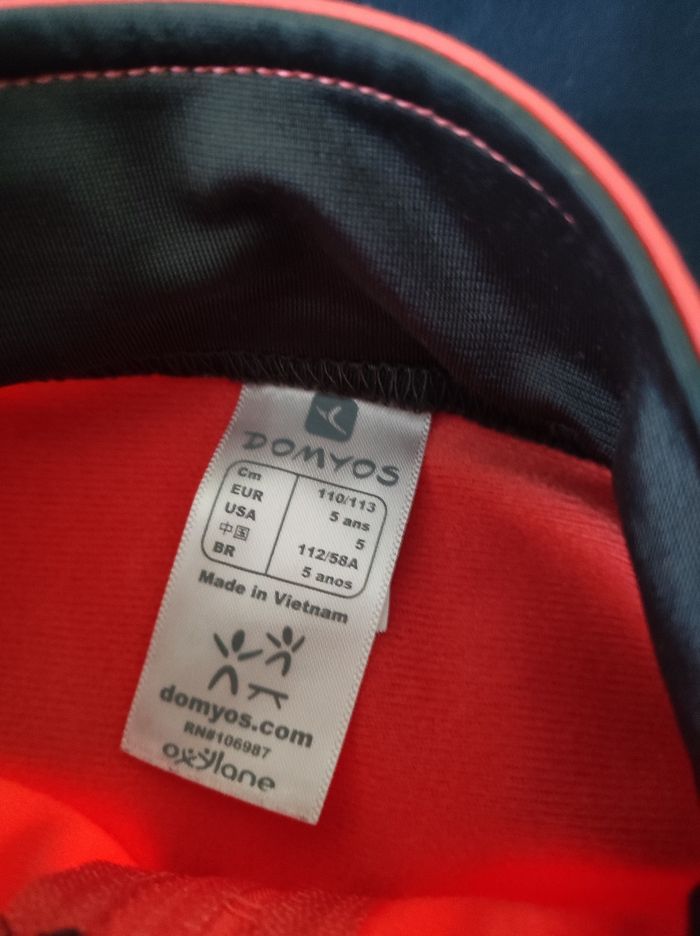 DOMYOS
Cm 110/113
EUR 5 ans
USA 5
中国 112/58A
BR 5 anos
Made in Vietnam
domyos.com
RN#106987
oxylane